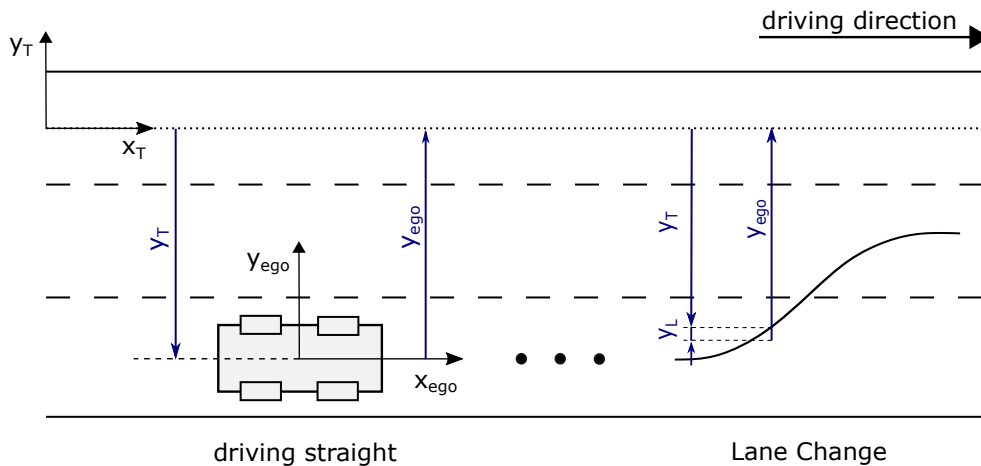 driving direction
y_T
x_T
y_T
y_ego
y_T
y_ego
y_ego
y_L
x_ego
driving straight
Lane Change